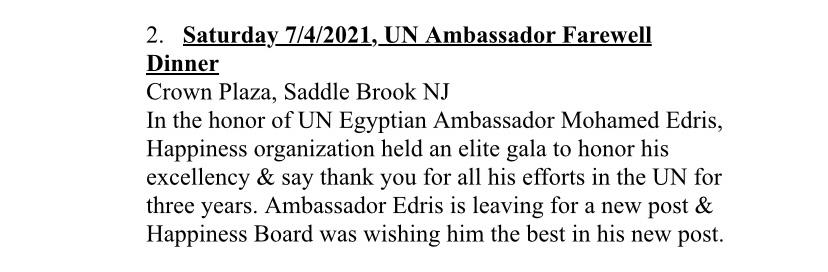 2. Saturday 7/4/2021, UN Ambassador Farewell
Dinner
Crown Plaza, Saddle Brook NJ
In the honor of UN Egyptian Ambassador Mohamed Edris,
Happiness organization held an elite gala to honor his
excellency & say thank you for all his efforts in the UN for
three years. Ambassador Edris is leaving for a new post &
Happiness Board was wishing him the best in his new post.